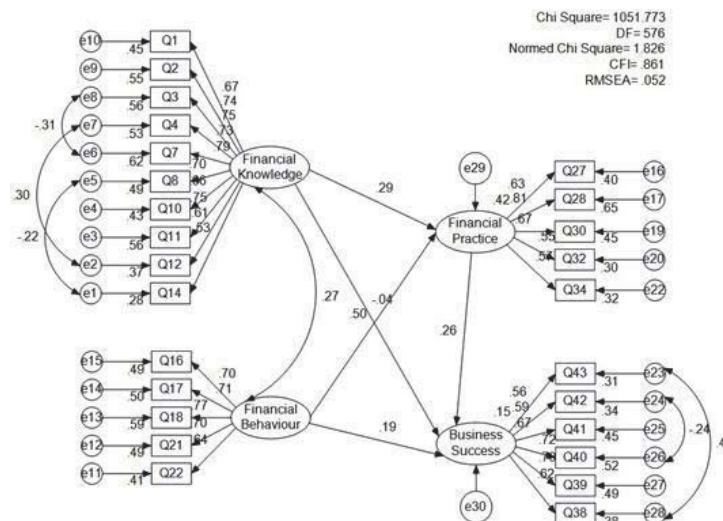 Chi Square= 1051.773
DF= 576
Normed Chi Square= 1.826
CFI= .861
RMSEA= .052
e10 .45 Q1 .67
e9 .55 Q2 .74
e8 .56 Q3 .75
e7 .53 Q4 .73
e6 .62 Q7 .79
e5 .49 Q8 .70
e4 .43 Q10
e3 .56 Q11 .75
e2 .37 Q12 .61
e1 .28 Q14 .53
-.31
.30
-.22
Financial
Knowledge
.29
.27
.50
-.04
e29
.42
Financial
Practice
.63 Q27 .40 e16
.81 Q28 .65 e17
.67 Q30 .45 e19
.55 Q32 .30 e20
Q34 .32 e22
.26
e15 .49 Q16 .70
e14 .50 Q17 .71
e13 .59 Q18 .77
e12 .49 Q21 .70
e11 .41 Q22
Financial
Behaviour
.19
.15
Business
Success
e30
.56 Q43 .31 e23
.59 Q42 .34 e24
.67 Q41 .45 e25
.72 Q40 .52 e26
Q39 .49 e27
.62 Q38 e28
-.24